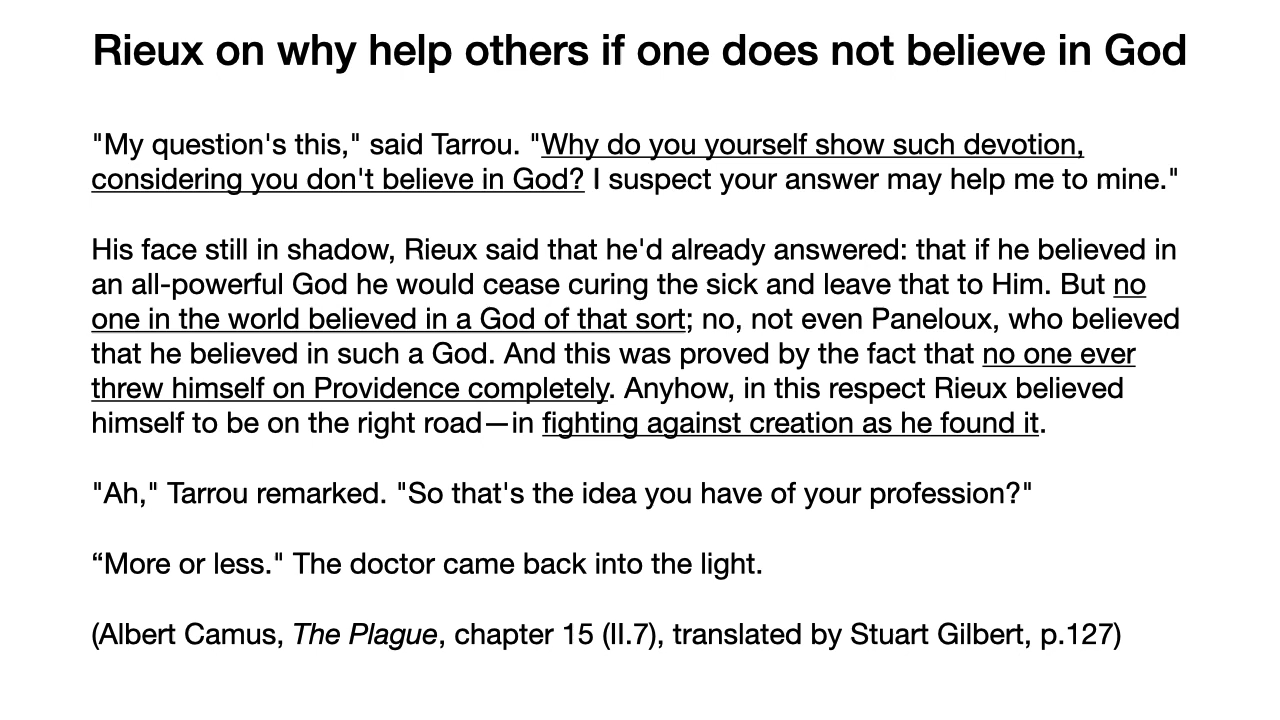 Rieux on why help others if one does not believe in God
"My question's this," said Tarrou. "Why do you yourself show such devotion,
considering you don't believe in God? I suspect your answer may help me to mine."
His face still in shadow, Rieux said that he'd already answered: that if he believed in
an all-powerful God he would cease curing the sick and leave that to Him. But no
one in the world believed in a God of that sort; no, not even Paneloux, who believed
that he believed in such a God. And this was proved by the fact that no one ever
threw himself on Providence completely. Anyhow, in this respect Rieux believed
himself to be on the right road—in fighting against creation as he found it.
"Ah," Tarrou remarked. "So that's the idea you have of your profession?"
“More or less." The doctor came back into the light.
(Albert Camus, The Plague, chapter 15 (II.7), translated by Stuart Gilbert, p.127)